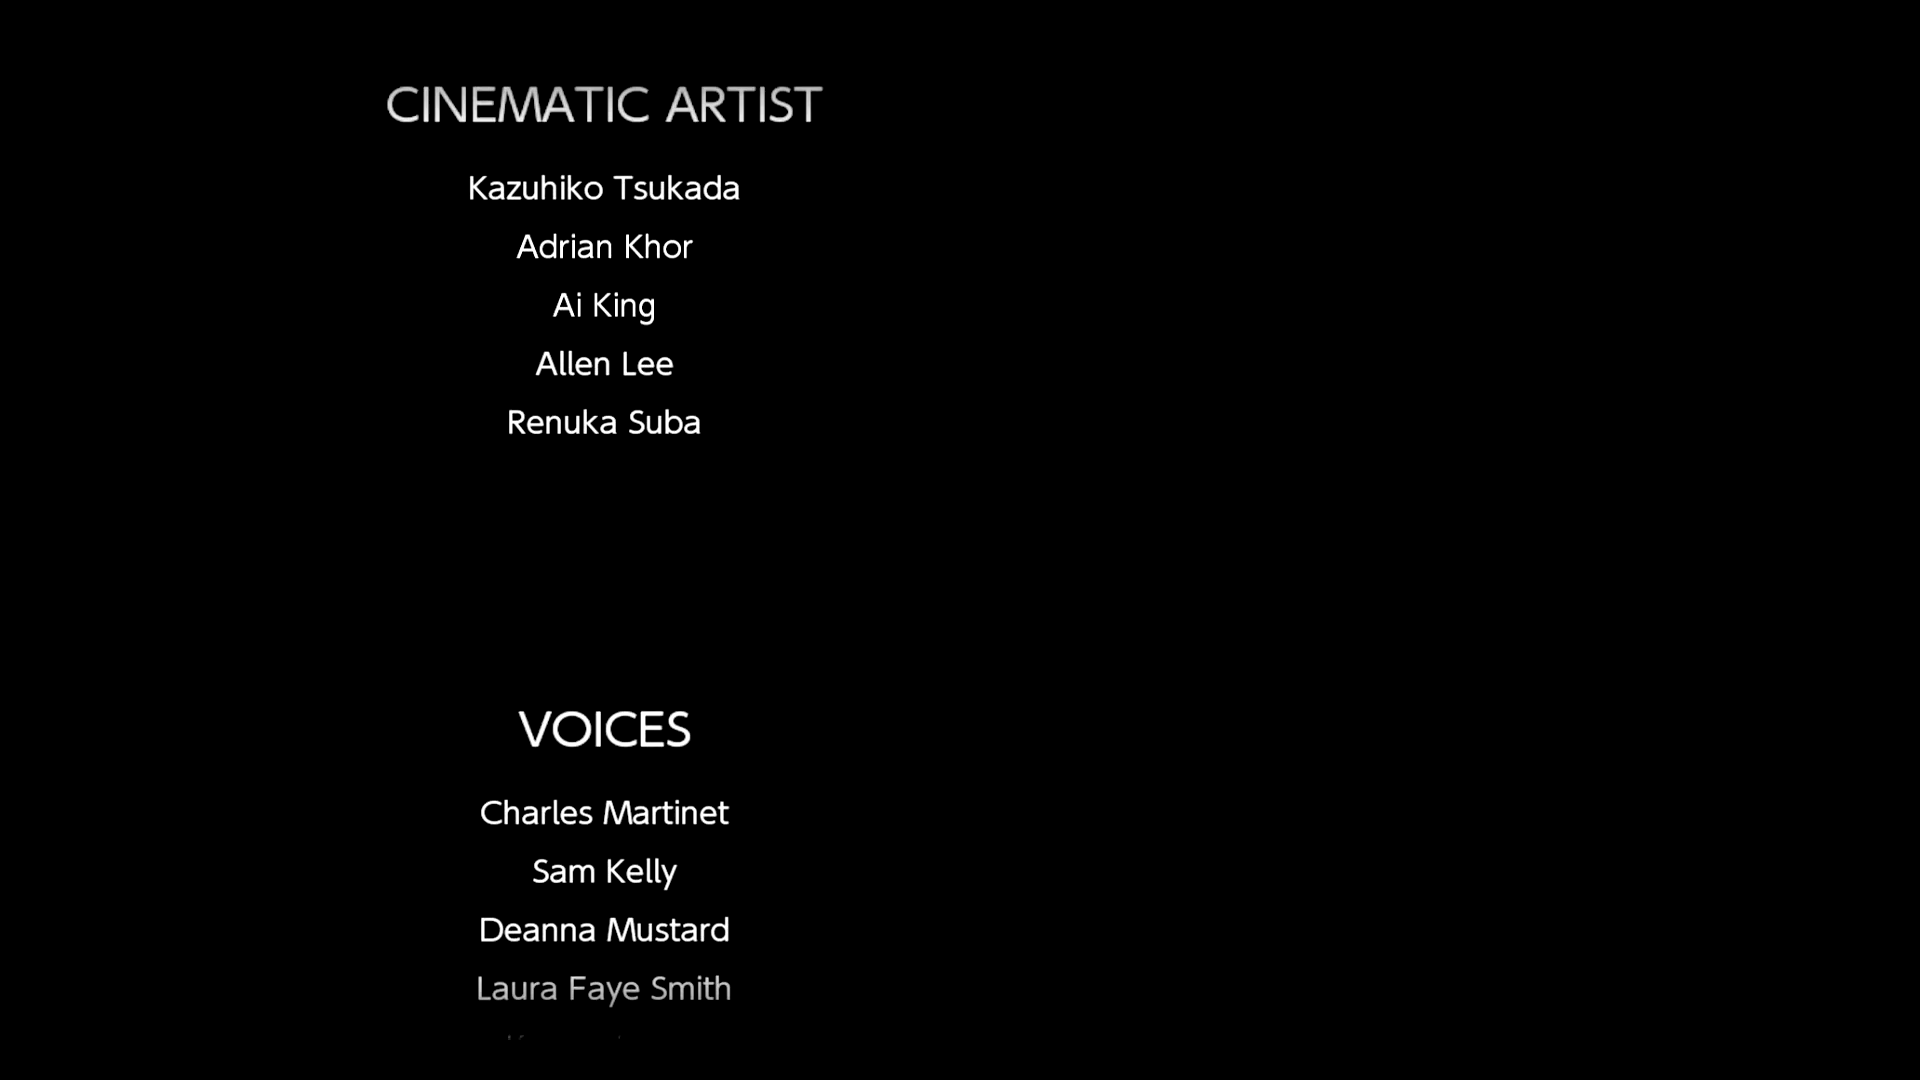 CINEMATIC ARTIST
Kazuhiko Tsukada
Adrian Khor
Ai King
Allen Lee
Renuka Suba
VOICES
Charles Martinet
Sam Kelly
Deanna Mustard
Laura Faye Smith